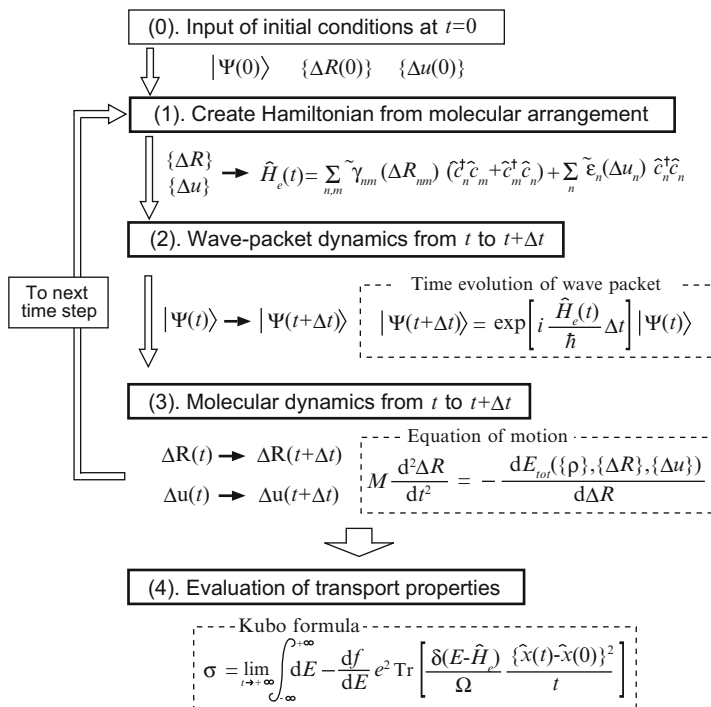 (0). Input of initial conditions at t=0
|Ψ(0)⟩ {ΔR(0)} {Δu(0)}
(1). Create Hamiltonian from molecular arrangement
{ΔR}
{Δu} → Ĥ_e(t) = Σ_{n,m} γ̃_{nm}(ΔR_{nm}) (ĉ†_n ĉ_m + ĉ†_m ĉ_n) + Σ_n ε̃_n(Δu_n) ĉ†_n ĉ_n
(2). Wave-packet dynamics from t to t+Δt
To next
time step
|Ψ(t)⟩ → |Ψ(t+Δt)⟩
Time evolution of wave packet
|Ψ(t+Δt)⟩ = exp[i Ĥ_e(t)/ħ Δt] |Ψ(t)⟩
(3). Molecular dynamics from t to t+Δt
ΔR(t) → ΔR(t+Δt)
Δu(t) → Δu(t+Δt)
Equation of motion
M d²ΔR/dt² = − dE_{tot}({ρ},{ΔR},{Δu})/dΔR
(4). Evaluation of transport properties
Kubo formula
σ = lim_{t→+∞} ∫_{-∞}^{+∞} dE − df/dE e² Tr [δ(E-Ĥ_e)/Ω {x̂(t)-x̂(0)}²/t]